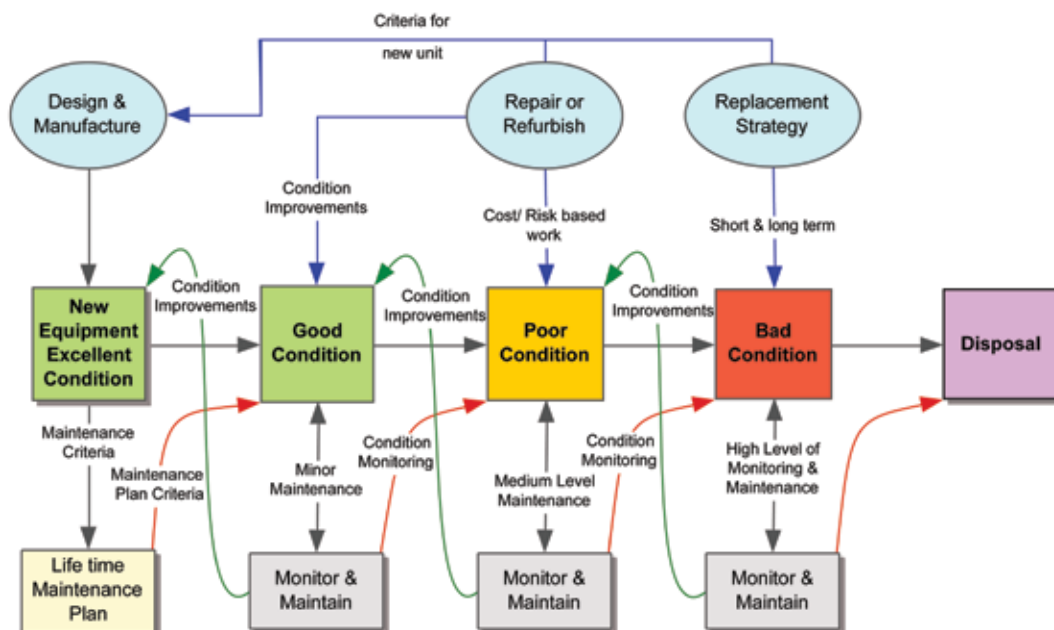 Criteria for
new unit
Design &
Manufacture
Repair or
Refurbish
Replacement
Strategy
Condition
Improvements
Cost/ Risk based
work
Short & long term
New
Equipment
Excellent
Condition
Condition
Improvements
Good
Condition
Condition
Improvements
Poor
Condition
Condition
Improvements
Bad
Condition
Disposal
Maintenance
Criteria
Maintenance
Plan Criteria
Minor
Maintenance
Condition
Monitoring
Medium Level
Maintenance
Condition
Monitoring
High Level of
Monitoring &
Maintenance
Life time
Maintenance
Plan
Monitor &
Maintain
Monitor &
Maintain
Monitor &
Maintain